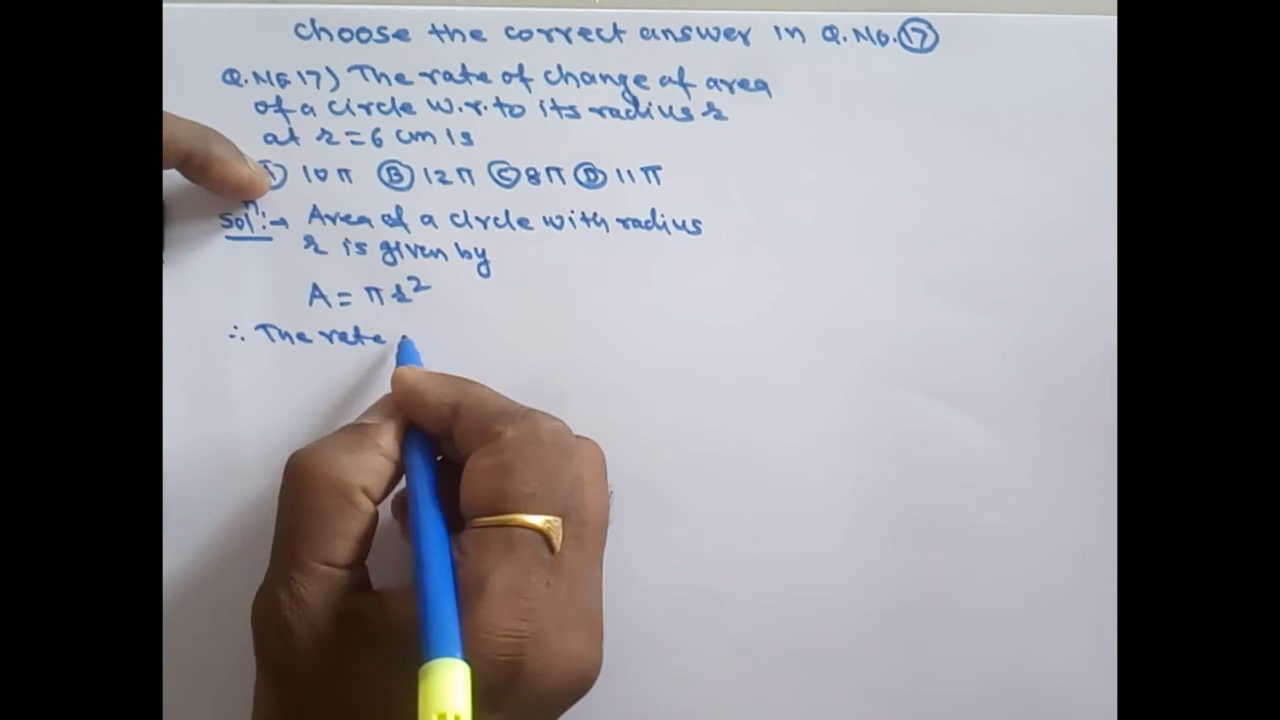 Choose the correct answer in Q.No. 17
Q.No.17) The rate of change of area
of a circle w.r.to its radius r
at r = 6 cm is
10π B 12π C 8π D 11π
Solⁿ:→ Area of a circle with radius
r is given by
A = πr²
∴ The rate